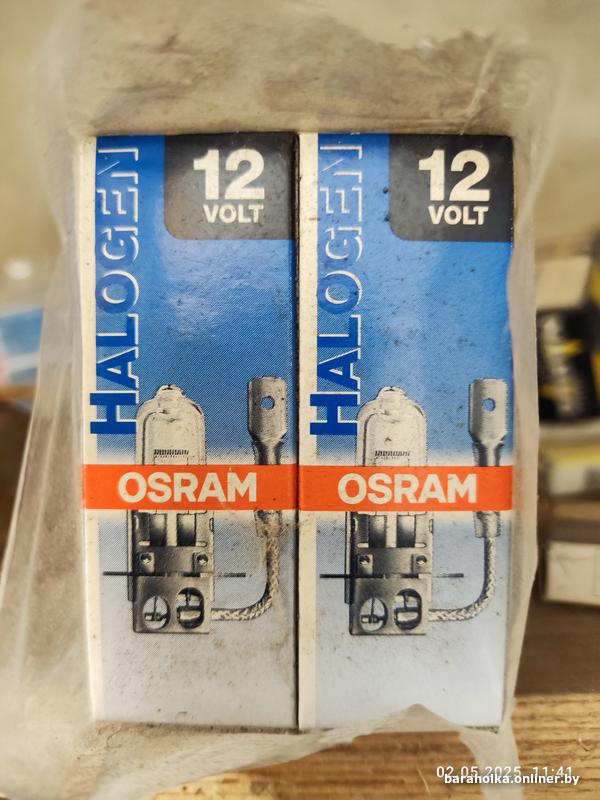 12
VOLT
HALOGEN
OSRAM
12
VOLT
HALOGEN
OSRAM
02.05.2025 11:41
baraholka.onliner.by